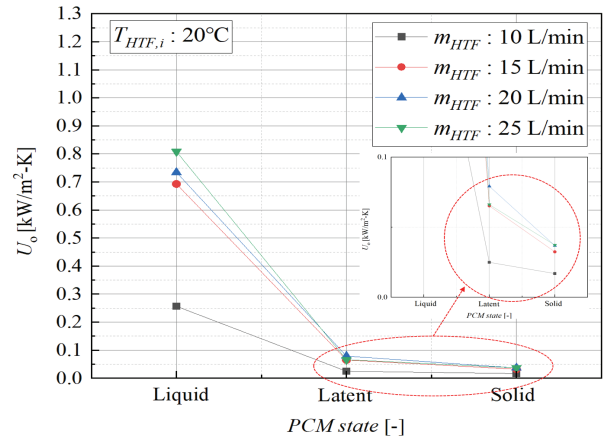 1.3
1.2
1.1
1.0
0.9
0.8
0.7
0.6
0.5
0.4
0.3
0.2
0.1
0.0
U_o [kW/m²-K]
T_HTF,i : 20°C
m_HTF : 10 L/min
m_HTF : 15 L/min
m_HTF : 20 L/min
m_HTF : 25 L/min
0.1
0.0
U_o [kW/m²-K]
Liquid Latent Solid
PCM state [-]
Liquid Latent Solid
PCM state [-]